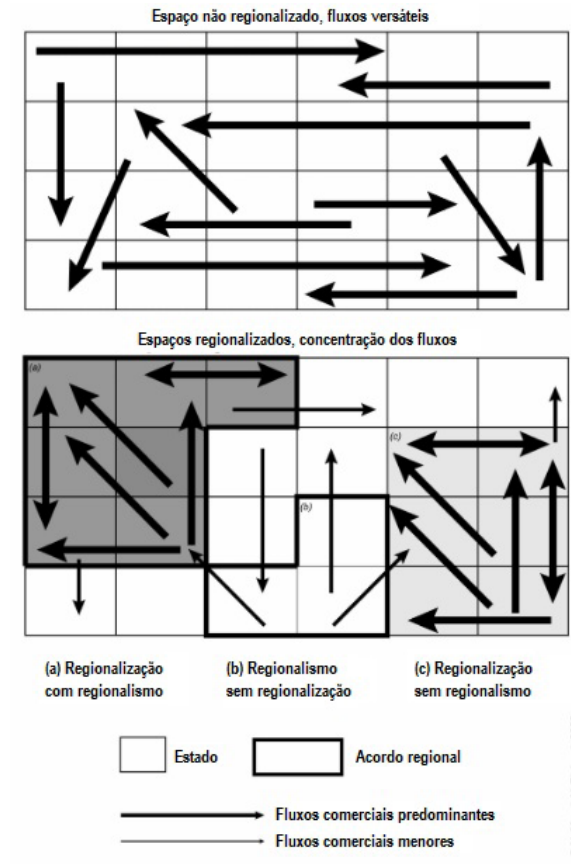 Espaço não regionalizado, fluxos versáteis
Espaços regionalizados, concentração dos fluxos
(a)
(c)
(b)
(a) Regionalização
com regionalismo
(b) Regionalismo
sem regionalização
(c) Regionalização
sem regionalismo
Estado
Acordo regional
Fluxos comerciais predominantes
Fluxos comerciais menores